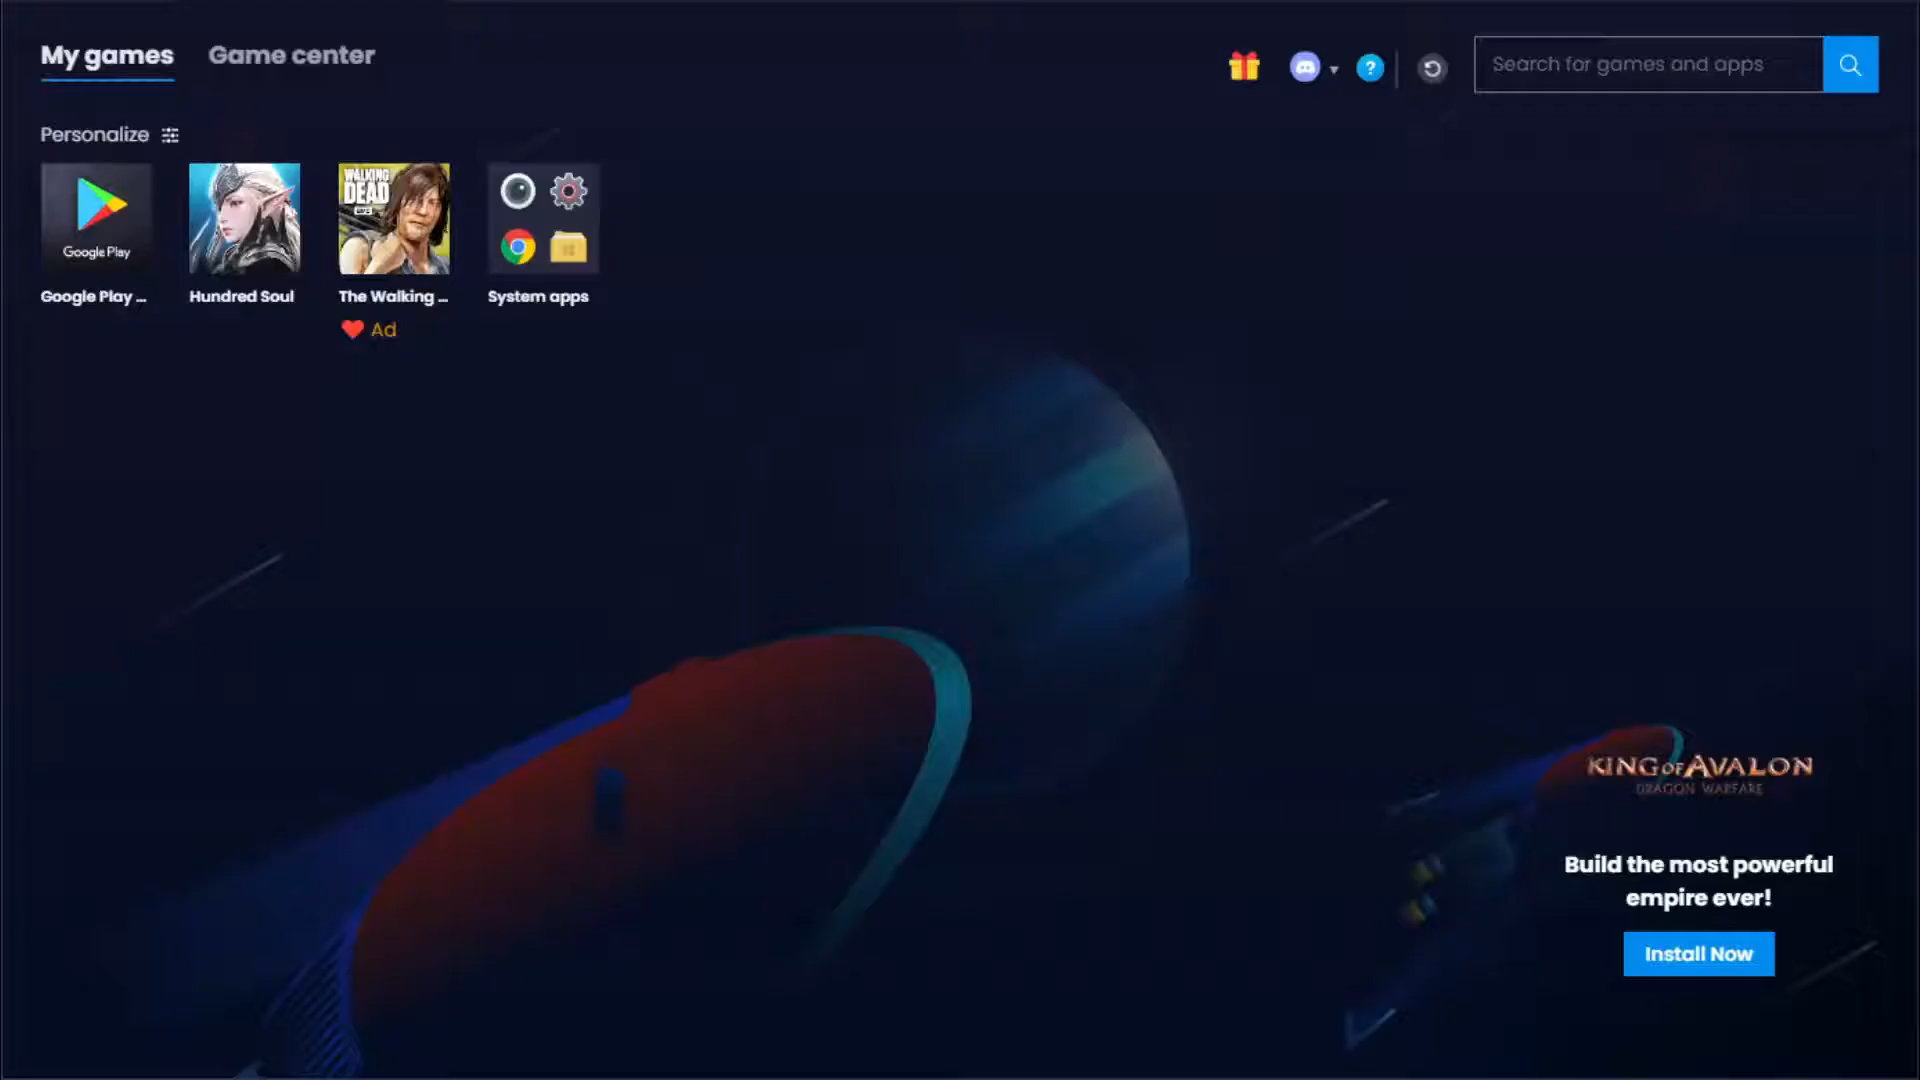 My games
Game center
?
Search for games and apps
Personalize
Google Play
WALKING
DEAD
Google Play ...
Hundred Soul
The Walking ...
System apps
Ad
KING OF AVALON
DRAGON WARFARE
Build the most powerful
empire ever!
Install Now